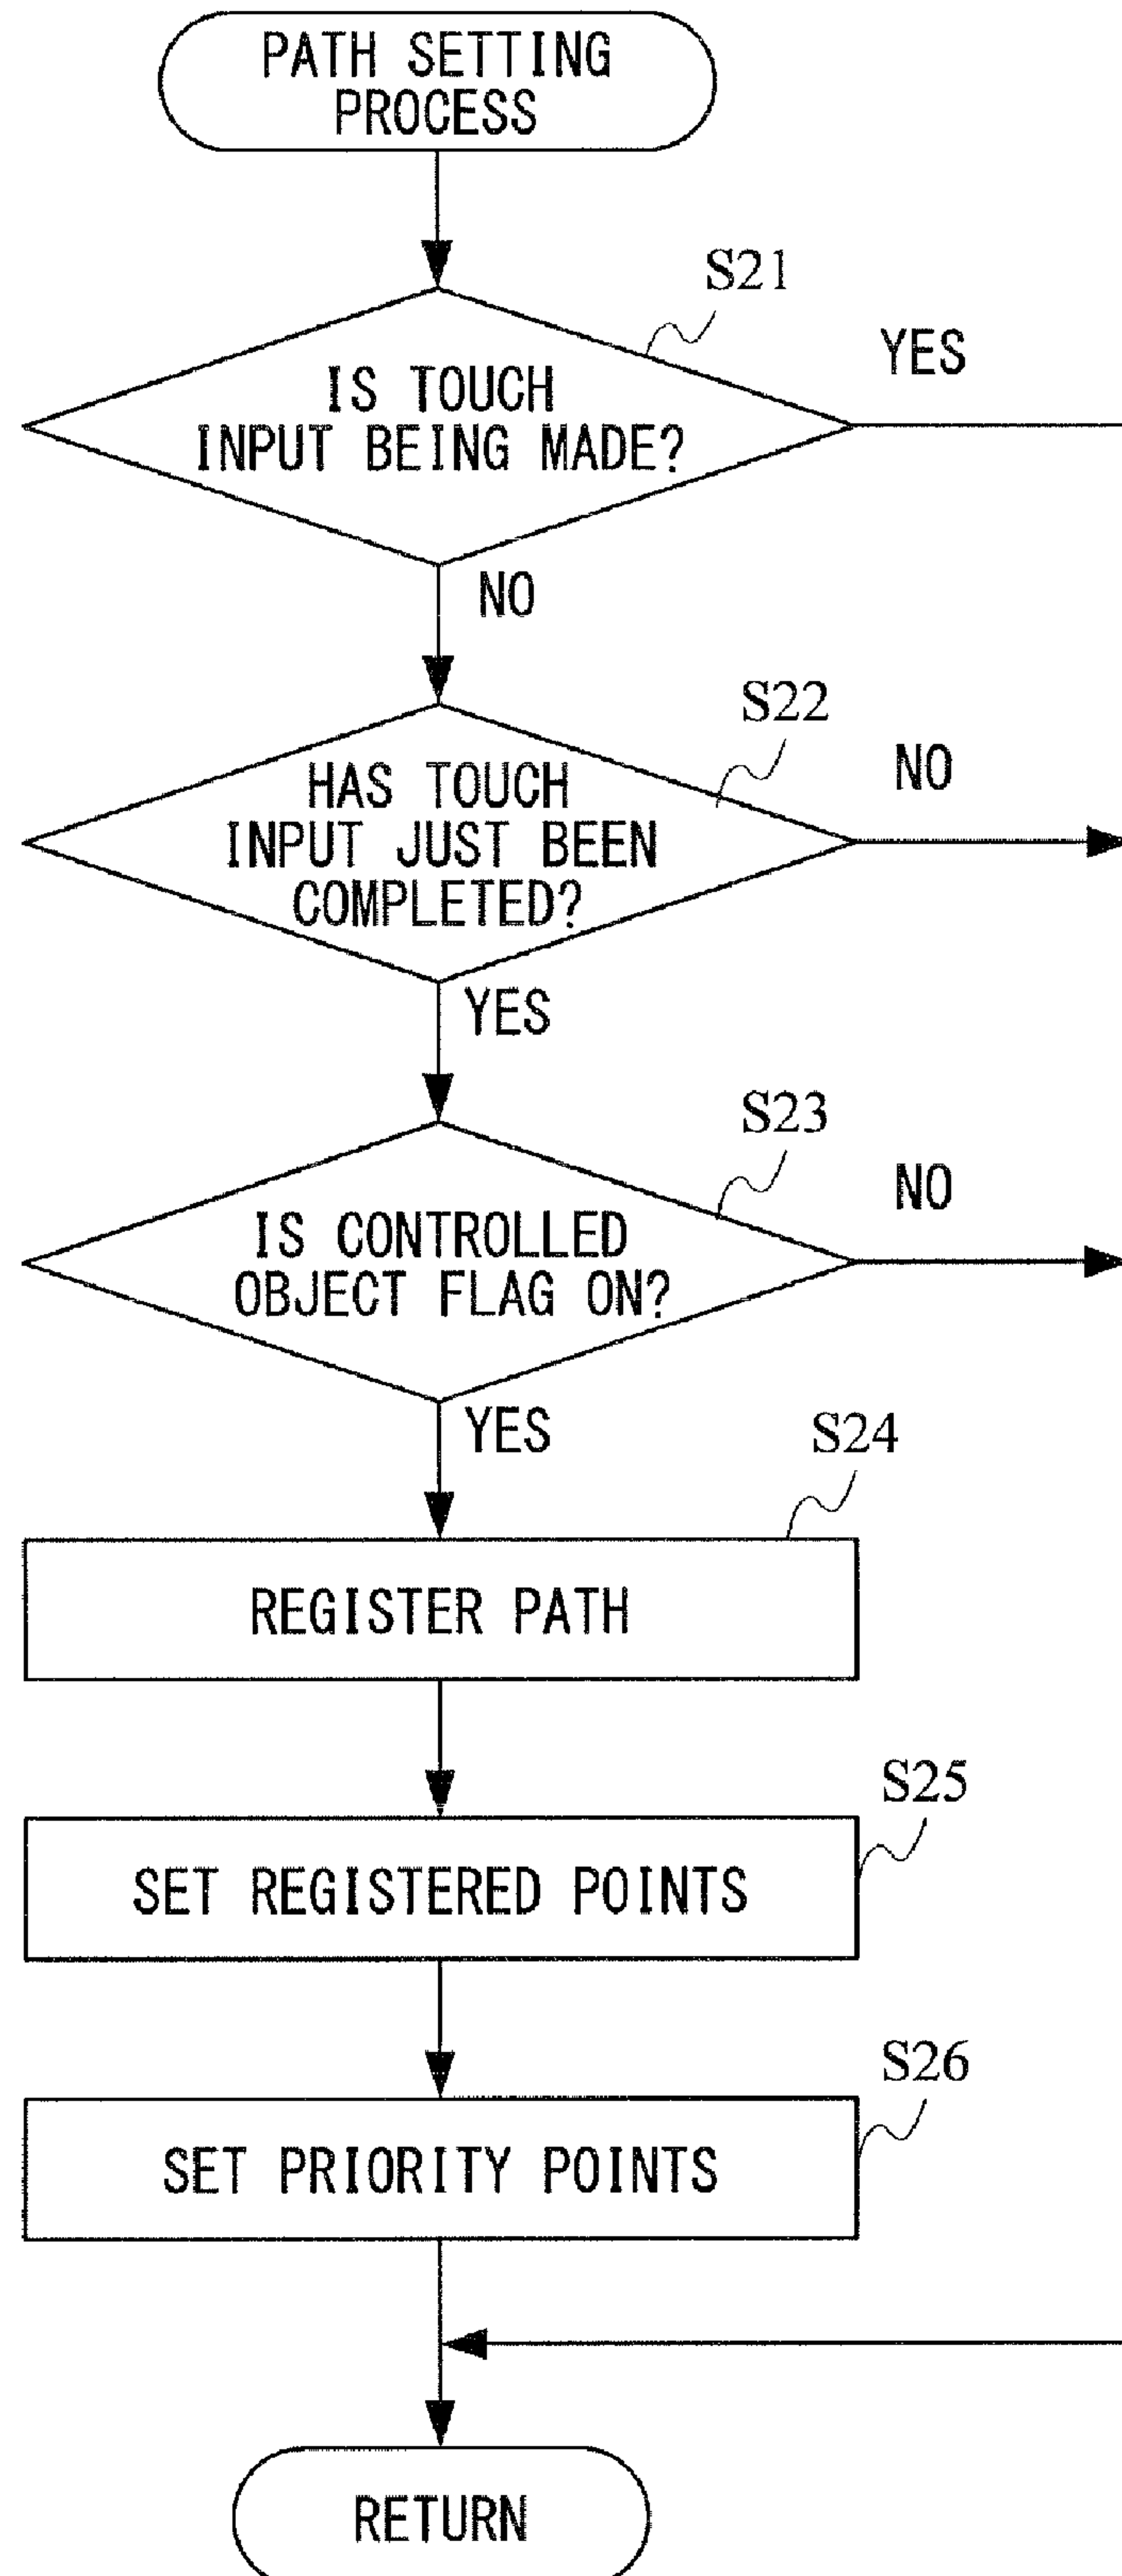 PATH SETTING
PROCESS
S21
YES
IS TOUCH
INPUT BEING MADE?
NO
S22
NO
HAS TOUCH
INPUT JUST BEEN
COMPLETED?
YES
S23
NO
IS CONTROLLED
OBJECT FLAG ON?
YES
S24
REGISTER PATH
S25
SET REGISTERED POINTS
S26
SET PRIORITY POINTS
RETURN